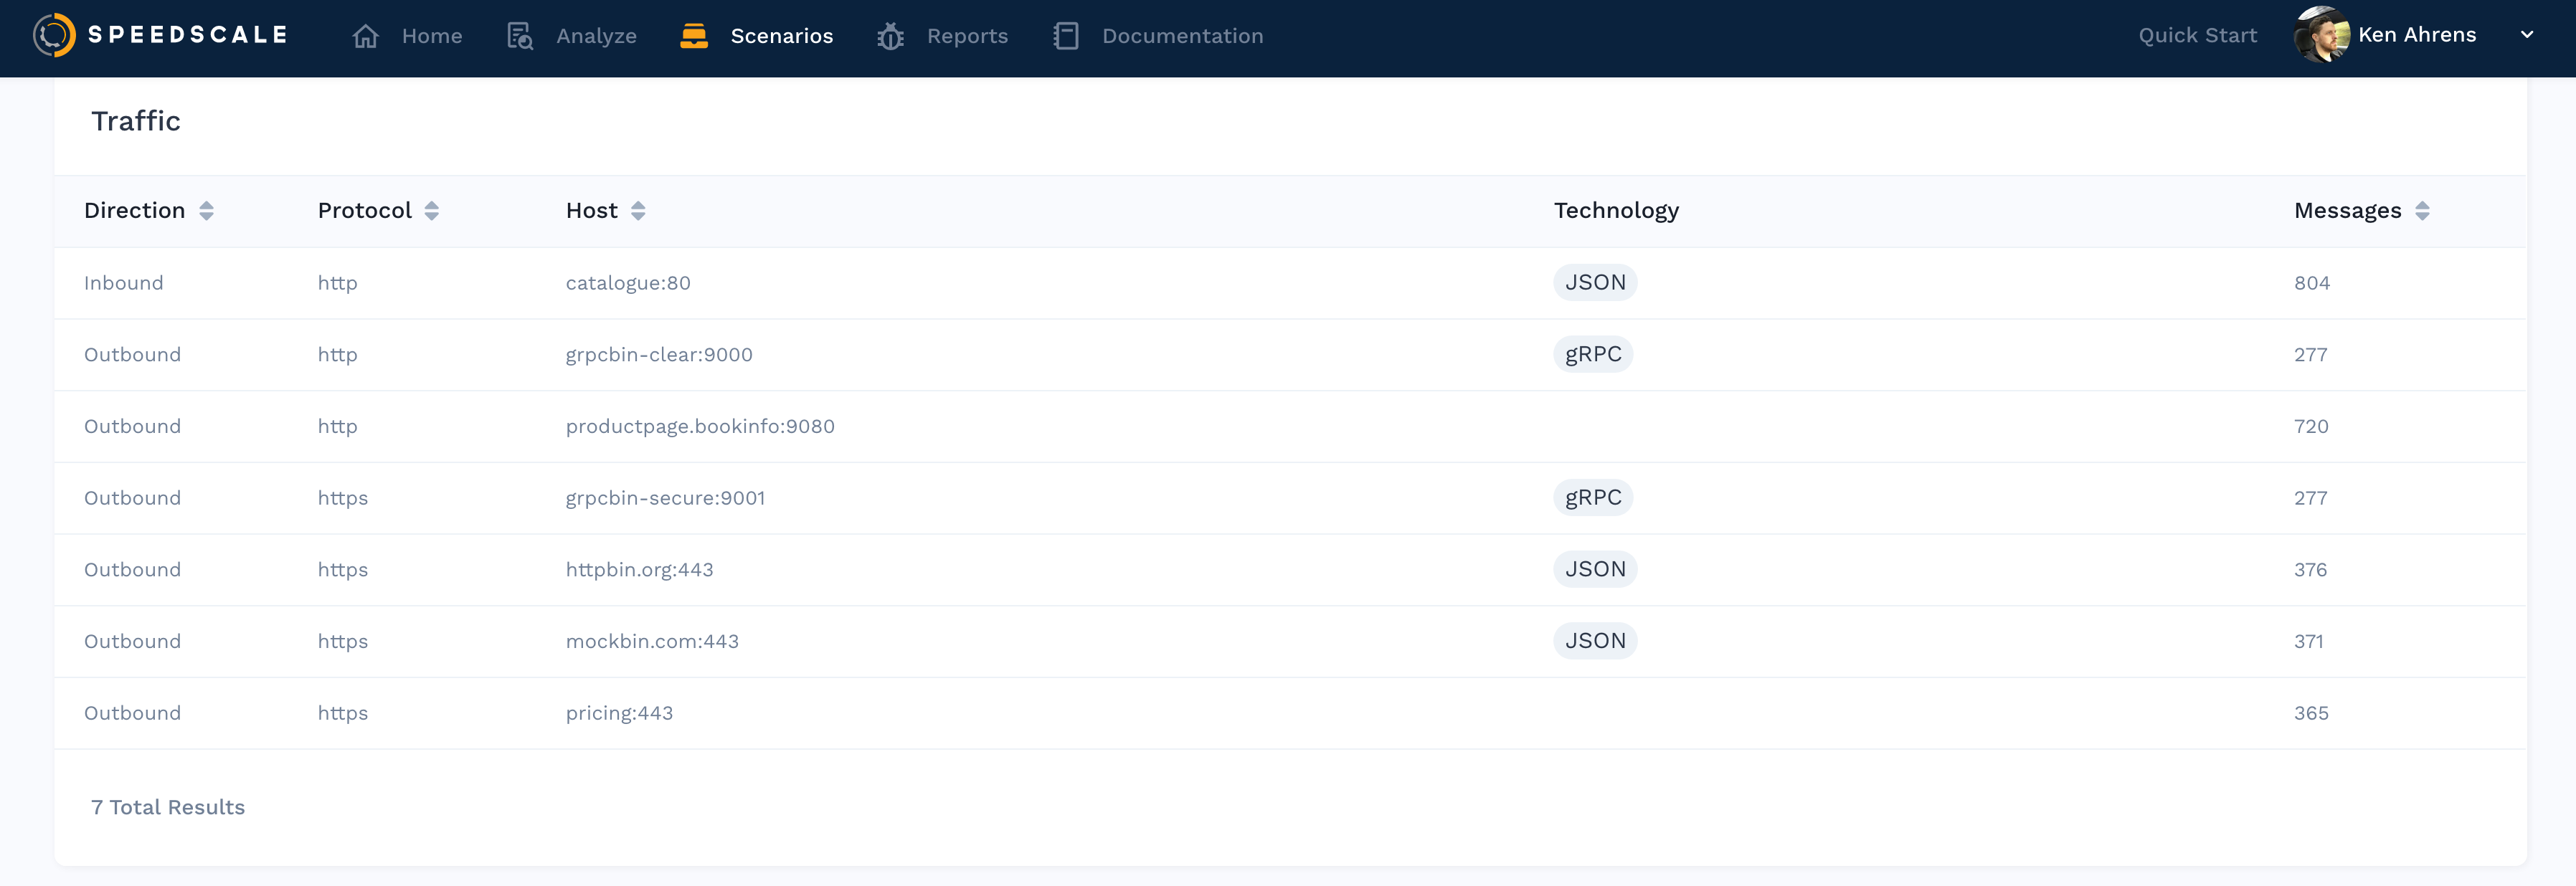 SPEEDSCALE Home Analyze Scenarios Reports Documentation Quick Start Ken Ahrens
Traffic
Direction Protocol Host Technology Messages
Inbound http catalogue:80 JSON 804
Outbound http grpcbin-clear:9000 gRPC 277
Outbound http productpage.bookinfo:9080 720
Outbound https grpcbin-secure:9001 gRPC 277
Outbound https httpbin.org:443 JSON 376
Outbound https mockbin.com:443 JSON 371
Outbound https pricing:443 365
7 Total Results